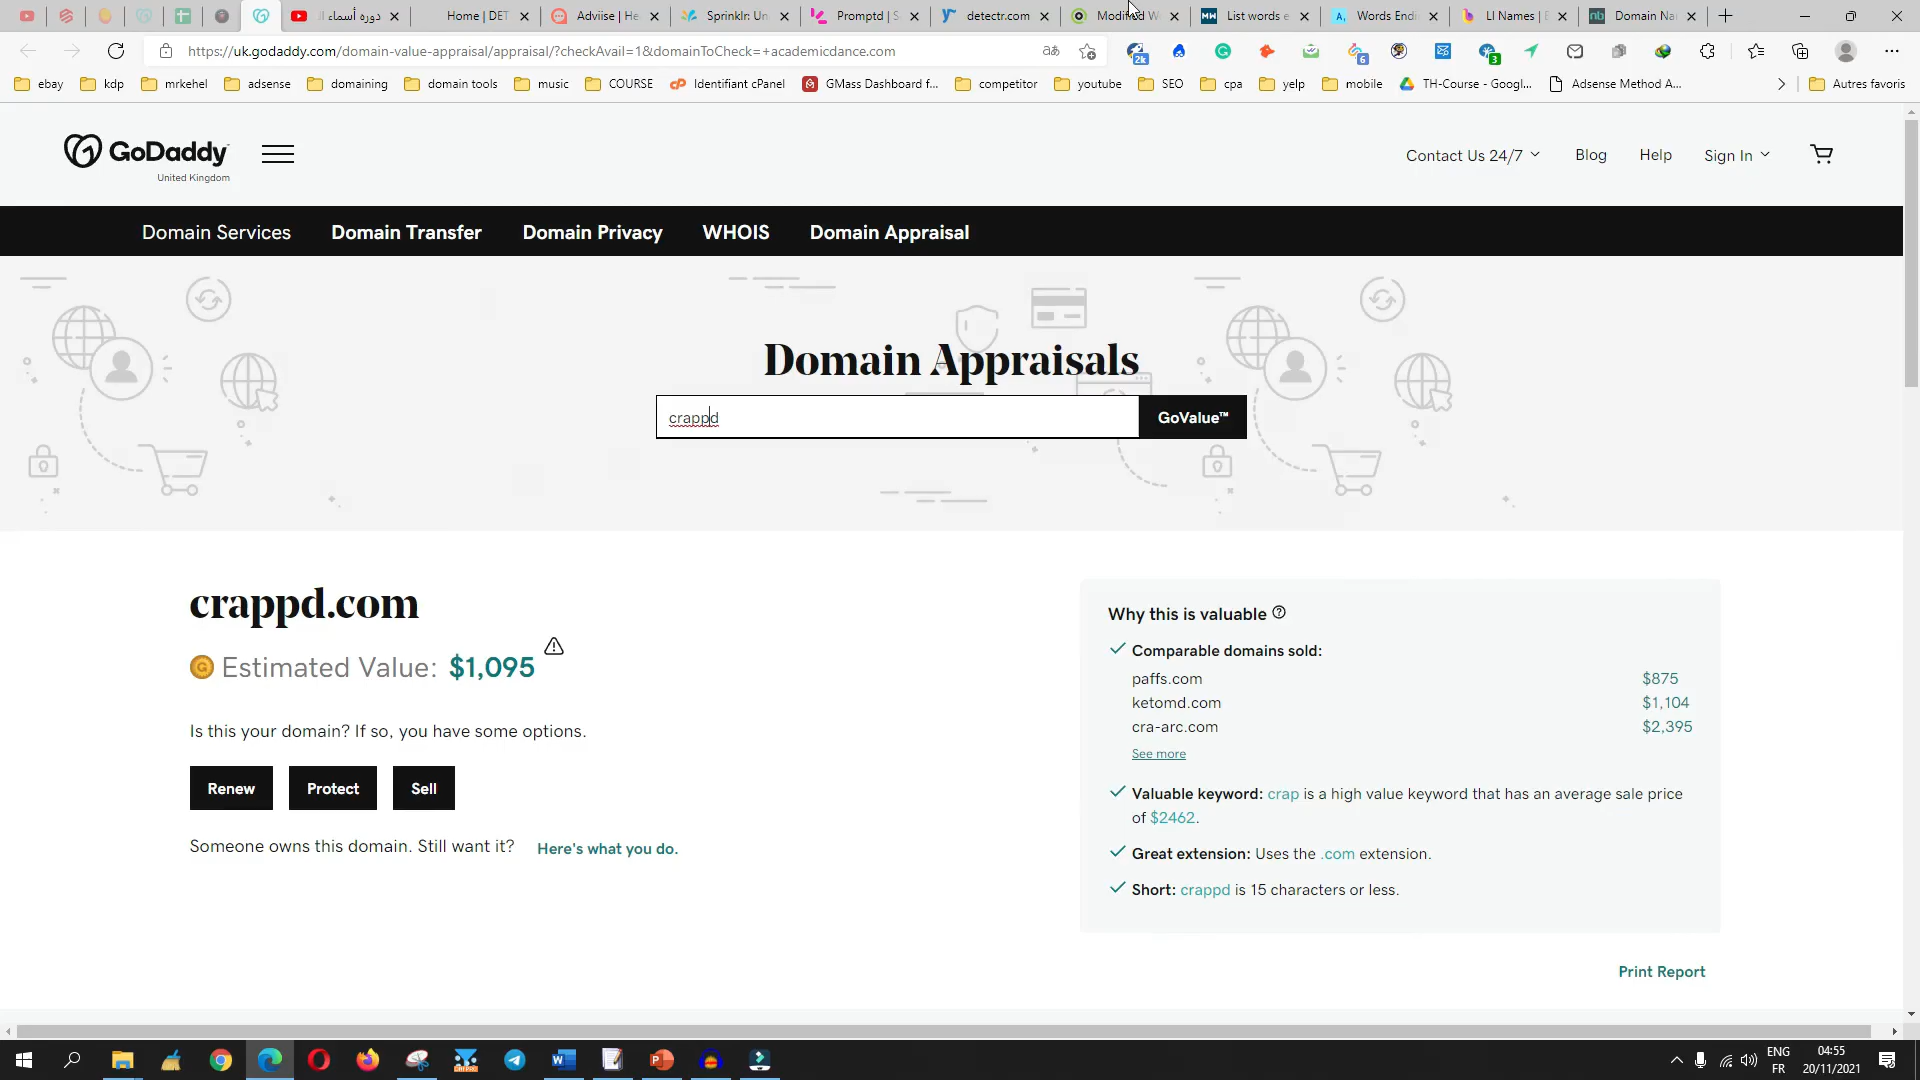 دوره أسماء ال
Home | DET
Adviise | He
Sprinklr: Un
Promptd | S
detectr.com
Modified W
List words e
Words Endi
LI Names | B
Domain Na
https://uk.godaddy.com/domain-value-appraisal/appraisal/?checkAvail=1&domainToCheck=+academicdance.com
2k
6
3
ebay
kdp
mrkehel
adsense
domaining
domain tools
music
COURSE
Identifiant cPanel
GMass Dashboard f...
competitor
youtube
SEO
cpa
yelp
mobile
TH-Course - Googl...
Adsense Method A...
Autres favoris
GoDaddy
United Kingdom
Contact Us 24/7
Blog
Help
Sign In
Domain Services
Domain Transfer
Domain Privacy
WHOIS
Domain Appraisal
Domain Appraisals
crappd
GoValue™
crappd.com
Estimated Value: $1,095
Is this your domain? If so, you have some options.
Renew
Protect
Sell
Someone owns this domain. Still want it? Here's what you do.
Why this is valuable
Comparable domains sold:
paffs.com $875
ketomd.com $1,104
cra-arc.com $2,395
See more
Valuable keyword: crap is a high value keyword that has an average sale price
of $2462.
Great extension: Uses the .com extension.
Short: crappd is 15 characters or less.
Print Report
ENG
FR
04:55
20/11/2021